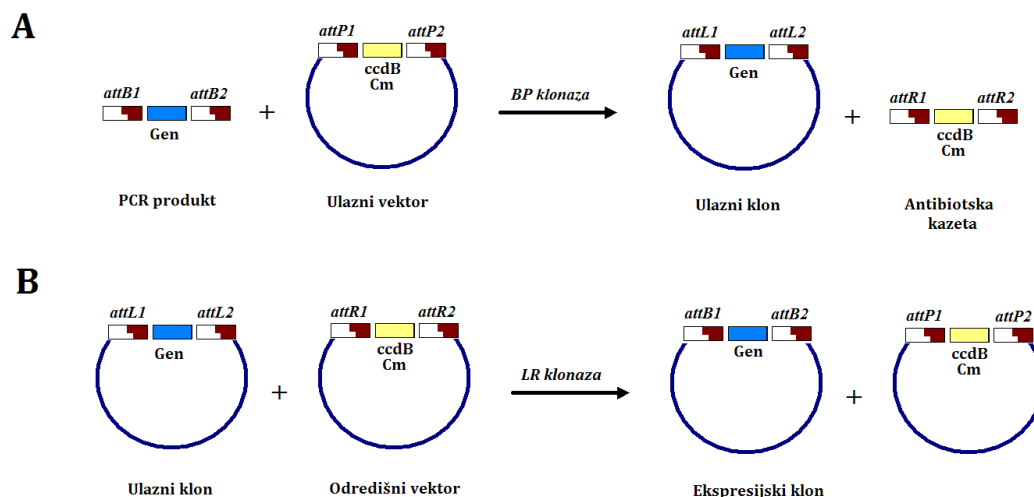 A
attP1 attP2
attL1 attL2
ccdB
Cm
Gen
attB1 attB2
BP klonaza
attR1 attR2
+
+
Gen
ccdB
Cm
PCR produkt
Ulazni vektor
Ulazni klon
Antibiotska
kazeta
B
attL1 attL2
attR1 attR2
attB1 attB2
attP1 attP2
Gen
ccdB
Cm
Gen
ccdB
Cm
LR klonaza
+
+
Ulazni klon
Odredišni vektor
Ekspresijski klon